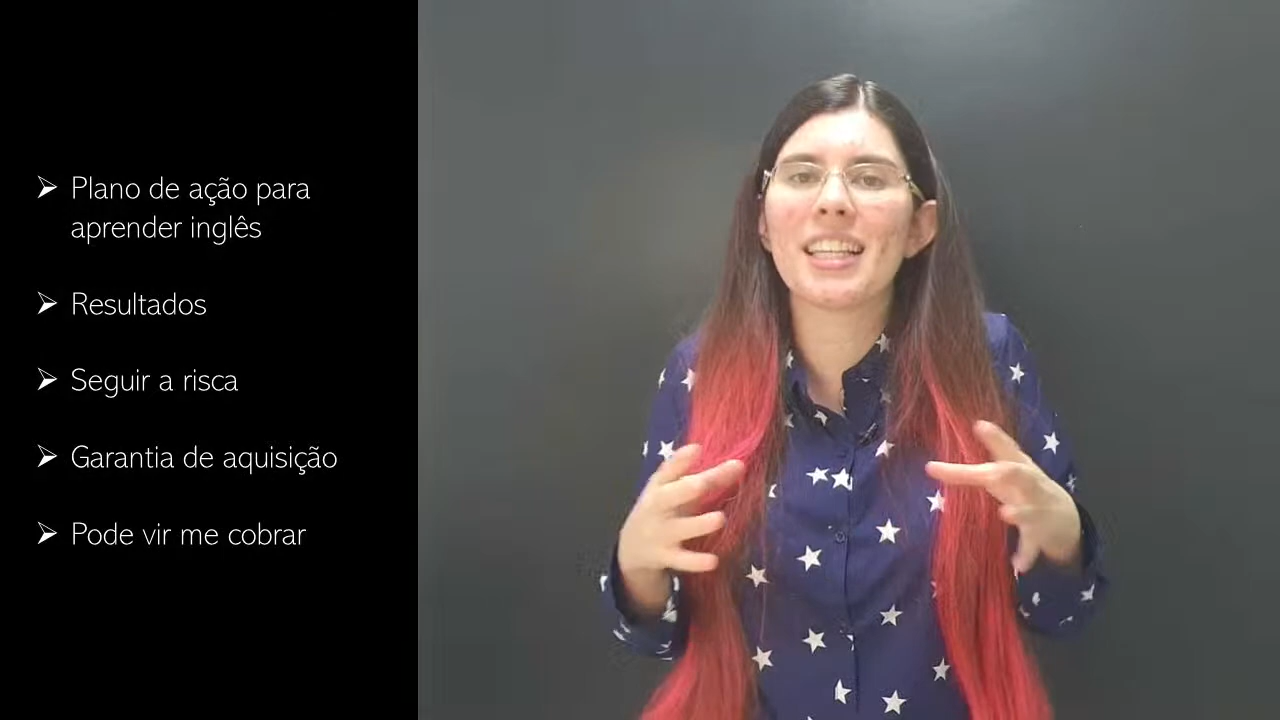 Plano de ação para
aprender inglês
Resultados
Seguir a risca
Garantia de aquisição
Pode vir me cobrar